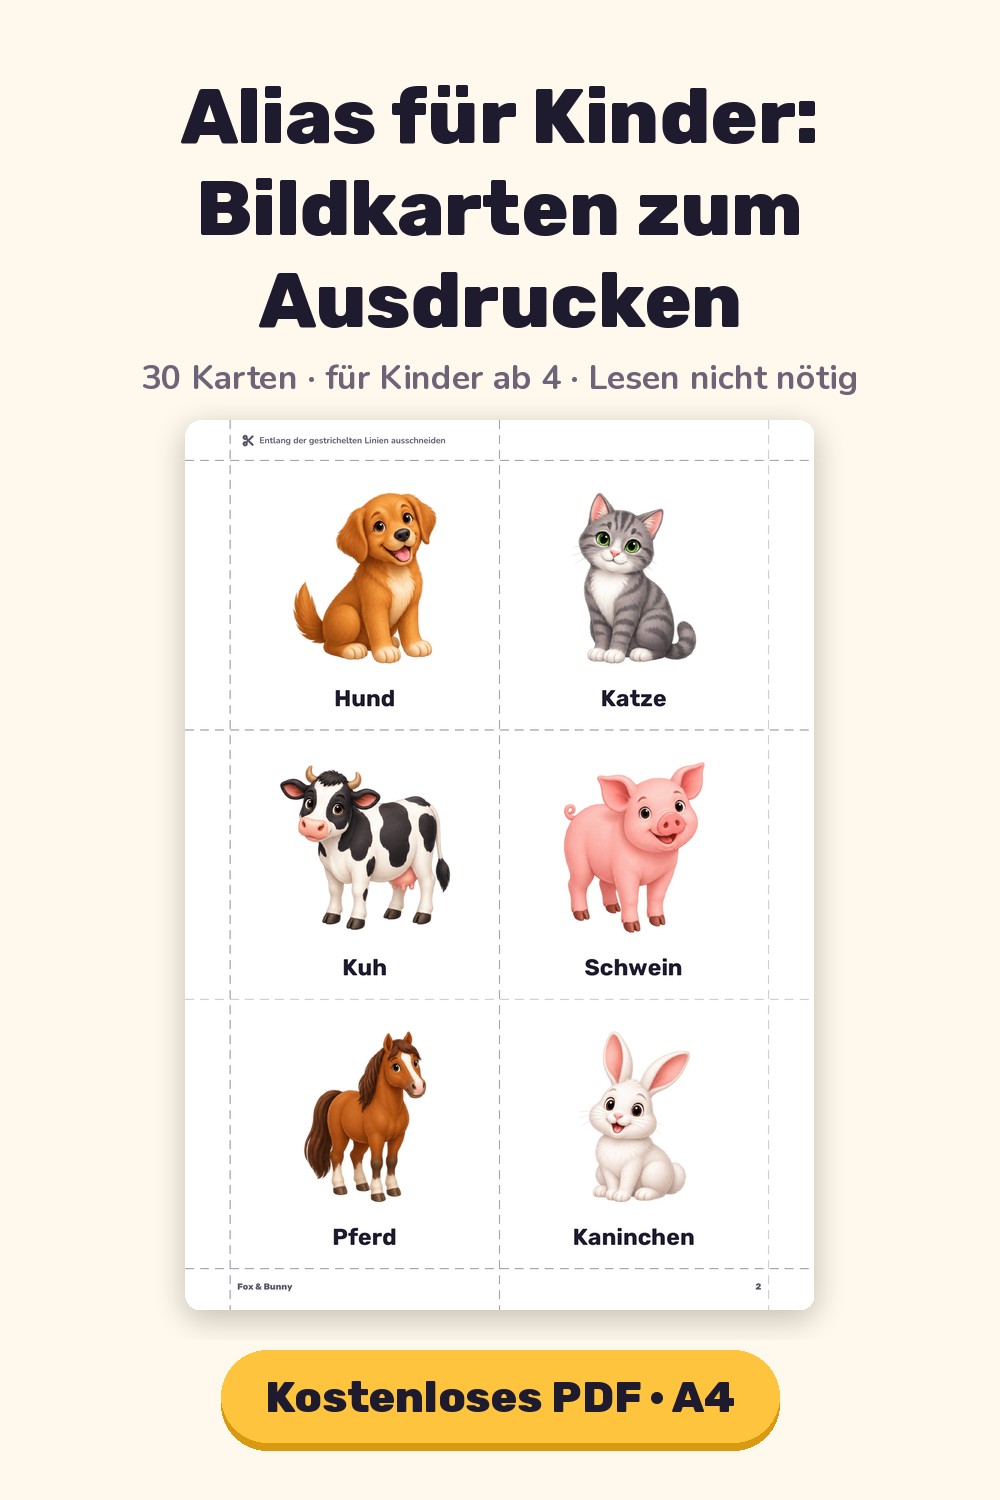 Alias für Kinder:
Bildkarten zum
Ausdrucken
30 Karten · für Kinder ab 4 · Lesen nicht nötig
Entlang der gestrichelten Linien ausschneiden
Hund
Katze
Kuh
Schwein
Pferd
Kaninchen
Fox & Bunny
2
Kostenloses PDF • A4